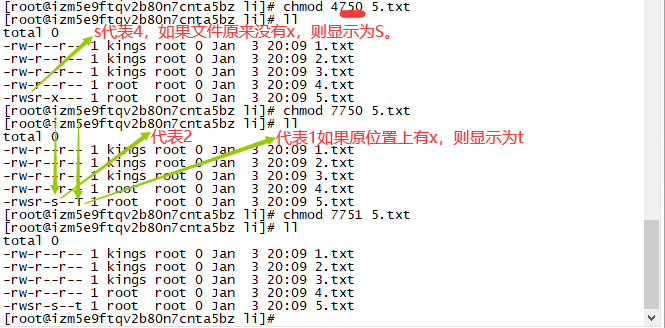 [root@izm5e9ftqv2b80n7cnta5bz li]# chmod 4750 5.txt
[root@izm5e9ftqv2b80n7cnta5bz li]# ll
total 0
s代表4，如果文件原来没有x，则显示为S。
-rw-r--r-- 1 kings root 0 Jan  3 20:09 1.txt
-rw-r--r-- 1 kings root 0 Jan  3 20:09 2.txt
-rw-r--r-- 1 kings root 0 Jan  3 20:09 3.txt
-rw-r--r-- 1 root  root 0 Jan  3 20:09 4.txt
-rwsr-x--- 1 root  root 0 Jan  3 20:09 5.txt
[root@izm5e9ftqv2b80n7cnta5bz li]# chmod 7750 5.txt
[root@izm5e9ftqv2b80n7cnta5bz li]# ll
total 0
代表2
代表1如果原位置上有x，则显示为t
-rw-r--r-- 1 kings root 0 Jan  3 20:09 1.txt
-rw-r--r-- 1 kings root 0 Jan  3 20:09 2.txt
-rw-r--r-- 1 kings root 0 Jan  3 20:09 3.txt
-rw-r--r-- 1 root  root 0 Jan  3 20:09 4.txt
-rwsr-s--T 1 root  root 0 Jan  3 20:09 5.txt
[root@izm5e9ftqv2b80n7cnta5bz li]# chmod 7751 5.txt
[root@izm5e9ftqv2b80n7cnta5bz li]# ll
total 0
-rw-r--r-- 1 kings root 0 Jan  3 20:09 1.txt
-rw-r--r-- 1 kings root 0 Jan  3 20:09 2.txt
-rw-r--r-- 1 kings root 0 Jan  3 20:09 3.txt
-rw-r--r-- 1 root  root 0 Jan  3 20:09 4.txt
-rwsr-s--t 1 root  root 0 Jan  3 20:09 5.txt
[root@izm5e9ftqv2b80n7cnta5bz li]#